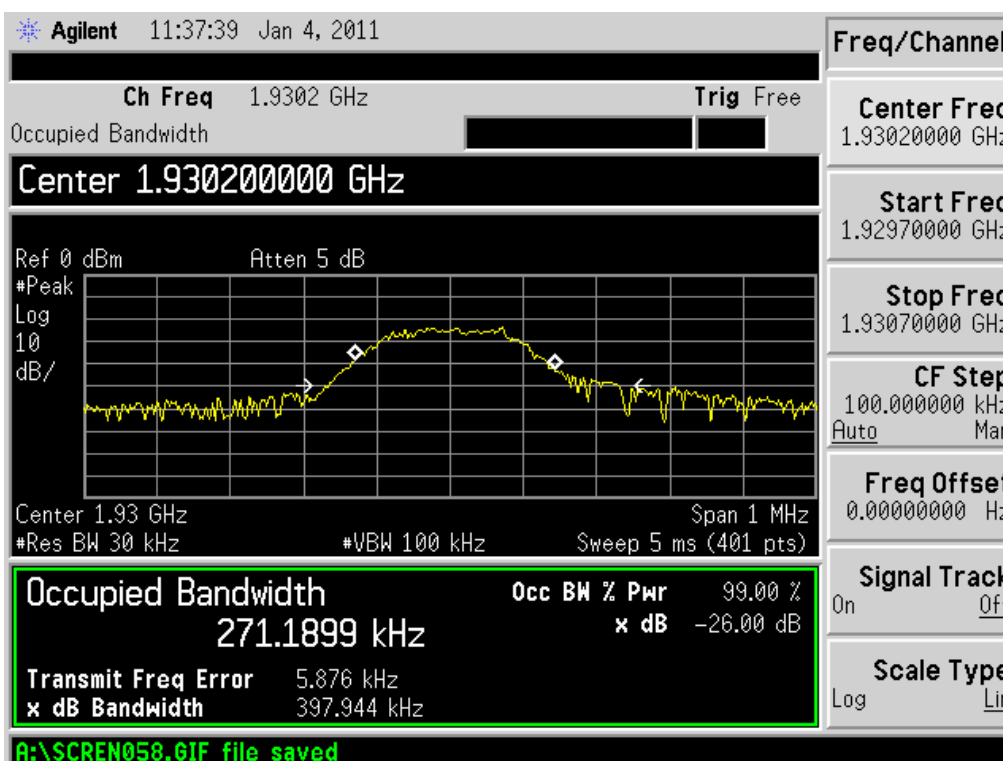 Agilent 11:37:39 Jan 4, 2011
Freq/Channel
Ch Freq 1.9302 GHz Trig Free
Occupied Bandwidth
Center 1.930200000 GHz
Ref 0 dBm Atten 5 dB
#Peak
Log
10
dB/
Center 1.93 GHz Span 1 MHz
#Res BW 30 kHz #VBW 100 kHz Sweep 5 ms (401 pts)
Occupied Bandwidth Occ BW % Pwr 99.00 %
271.1899 kHz x dB -26.00 dB
Transmit Freq Error 5.876 kHz
x dB Bandwidth 397.944 kHz
A:\SCREN058.GIF file saved
Center Freq
1.93020000 GHz
Start Freq
1.92970000 GHz
Stop Freq
1.93070000 GHz
CF Step
100.000000 kHz
Auto Man
Freq Offset
0.00000000 Hz
Signal Track
On Off
Scale Type
Log Lin